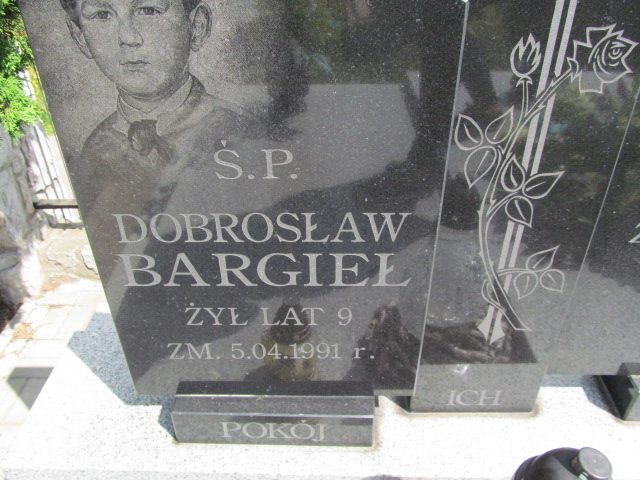 Ś.P.
DOBROSŁAW
BARGIEŁ
ŻYŁ LAT 9
ZM. 5.04.1991 r.
POKÓJ
ICH